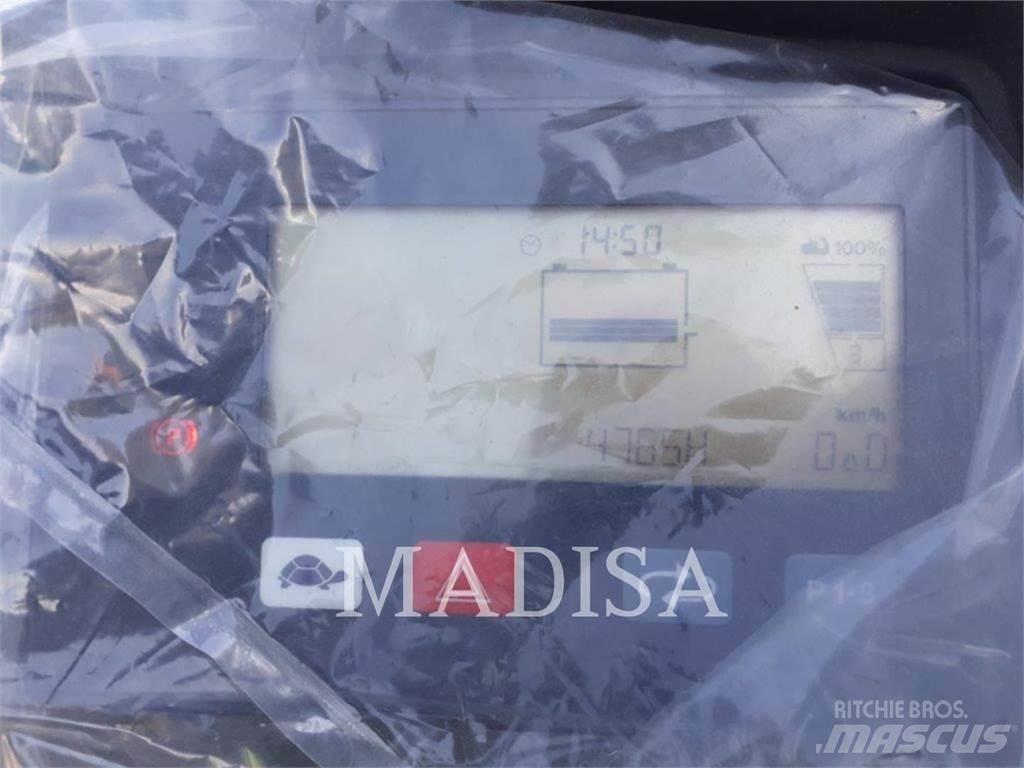 14:50
100%
3
km/h
4765H
0.0
MADISA
RITCHIE BROS.
MASCUS